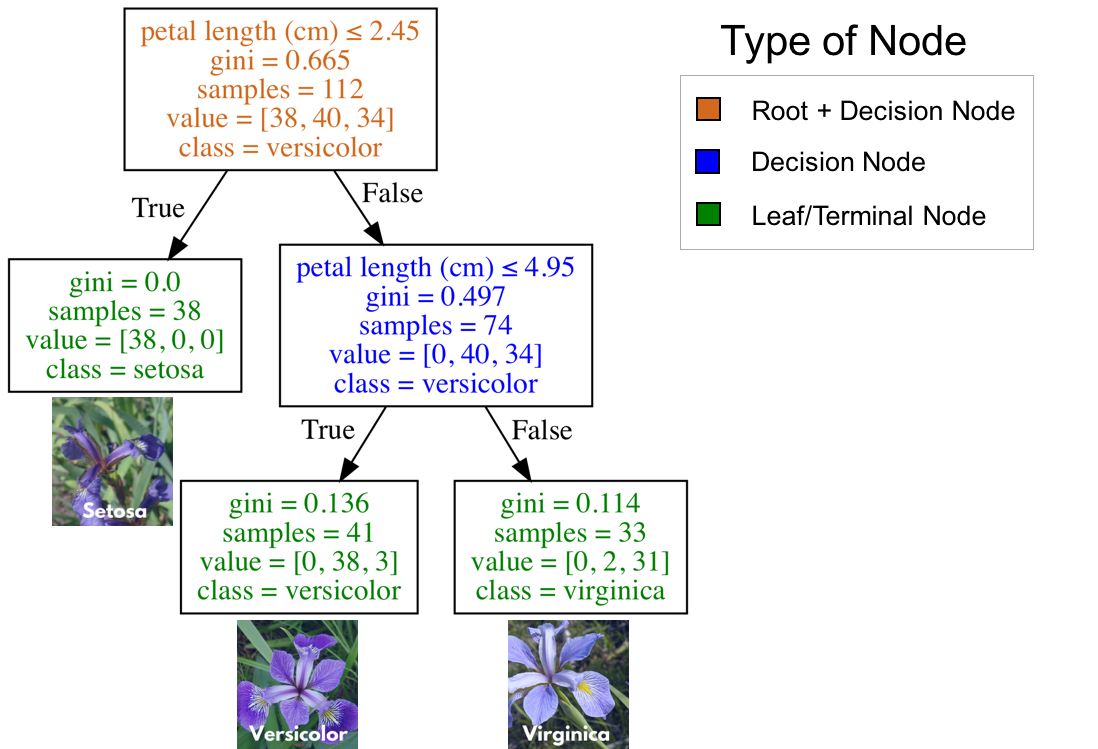 petal length (cm) ≤ 2.45
gini = 0.665
samples = 112
value = [38, 40, 34]
class = versicolor
Type of Node
Root + Decision Node
Decision Node
Leaf/Terminal Node
True
False
gini = 0.0
samples = 38
value = [38, 0, 0]
class = setosa
Setosa
petal length (cm) ≤ 4.95
gini = 0.497
samples = 74
value = [0, 40, 34]
class = versicolor
True
False
gini = 0.136
samples = 41
value = [0, 38, 3]
class = versicolor
Versicolor
gini = 0.114
samples = 33
value = [0, 2, 31]
class = virginica
Virginica